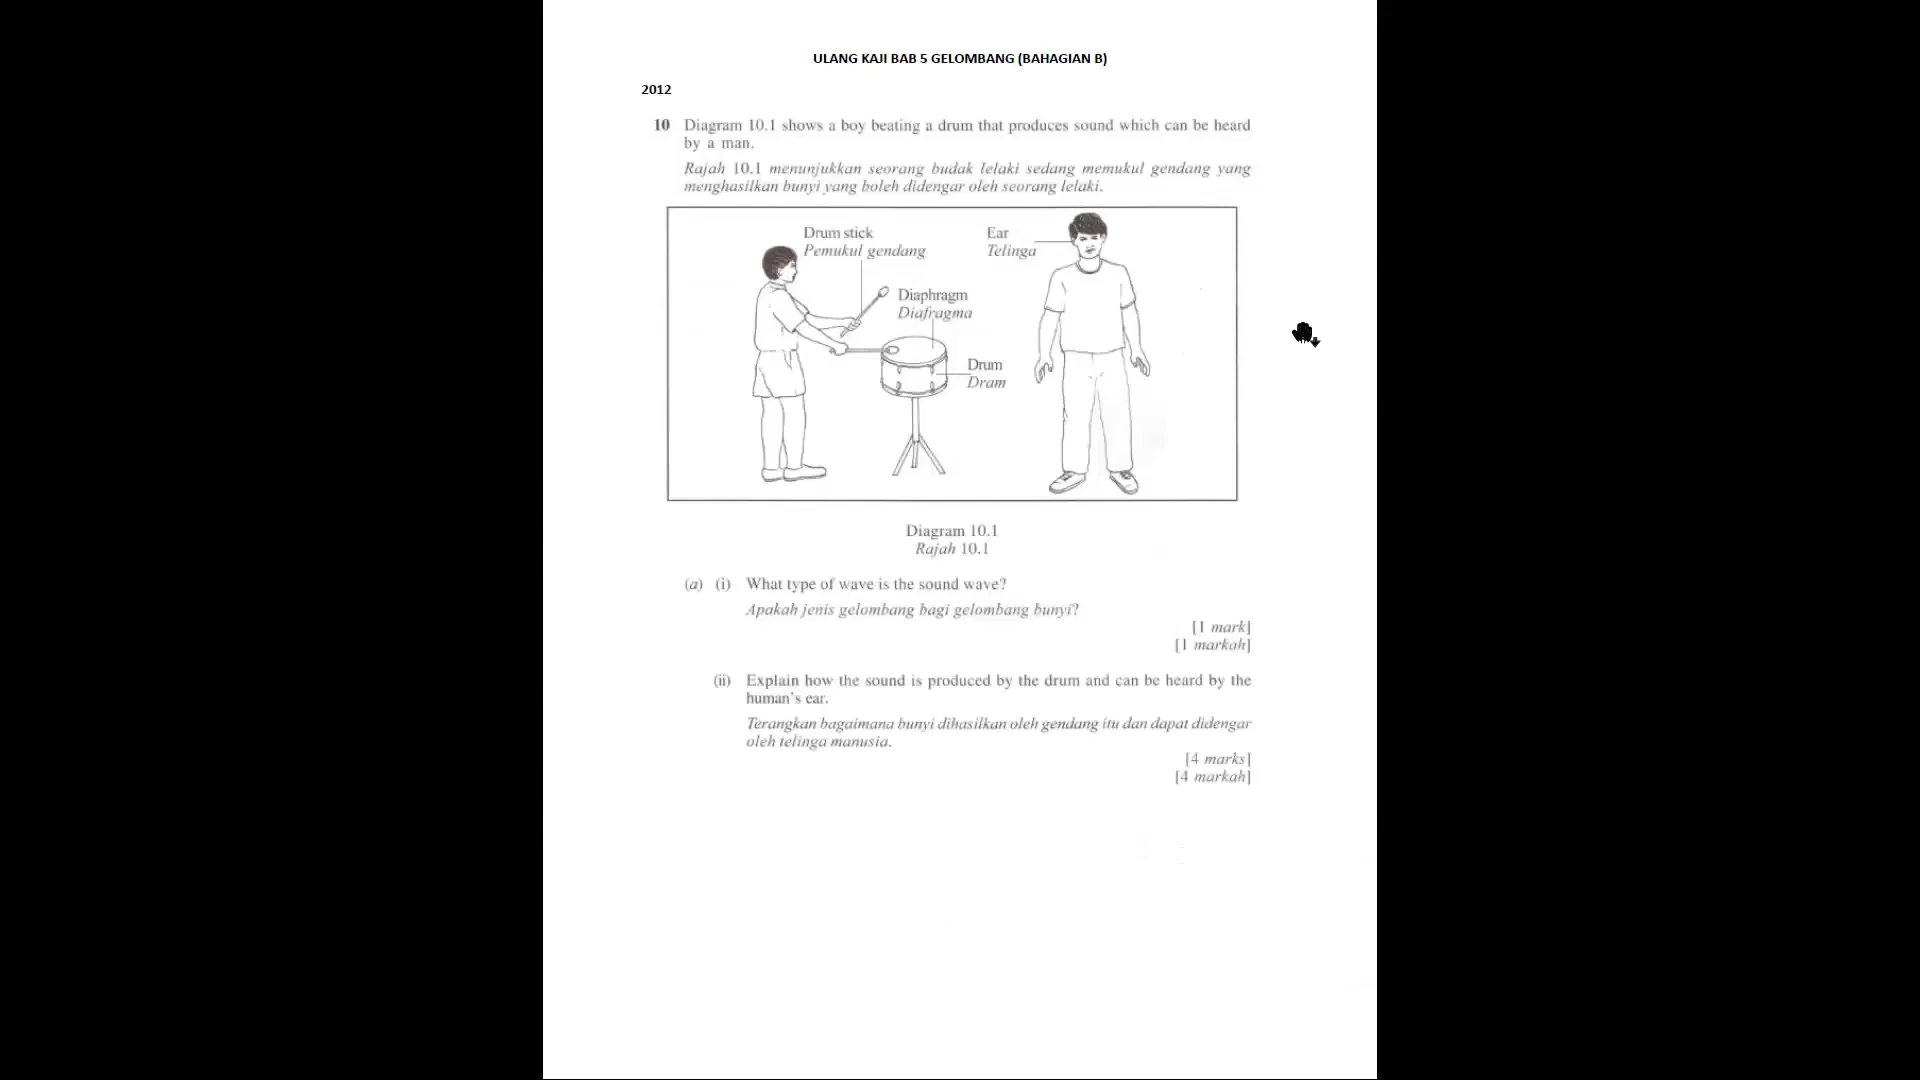 ULANG KAJI BAB 5 GELOMBANG (BAHAGIAN B)
2012
10 Diagram 10.1 shows a boy beating a drum that produces sound which can be heard
by a man.
Rajah 10.1 menunjukkan seorang budak lelaki sedang memukul gendang yang
menghasilkan bunyi yang boleh didengar oleh seorang lelaki.
Drum stick
Pemukul gendang
Ear
Telinga
Diaphragm
Diafragma
Drum
Dram
Diagram 10.1
Rajah 10.1
(a) (i) What type of wave is the sound wave?
Apakah jenis gelombang bagi gelombang bunyi?
[1 mark]
[1 markah]
(ii) Explain how the sound is produced by the drum and can be heard by the
human's ear.
Terangkan bagaimana bunyi dihasilkan oleh gendang itu dan dapat didengar
oleh telinga manusia.
[4 marks]
[4 markah]